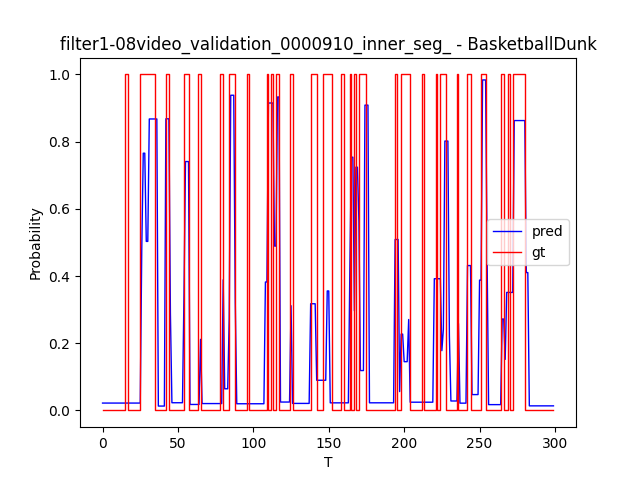 filter1-08video_validation_0000910_inner_seg_ - BasketballDunk
1.0
0.8
0.6
0.4
0.2
0.0
Probability
pred
gt
0 50 100 150 200 250 300
T